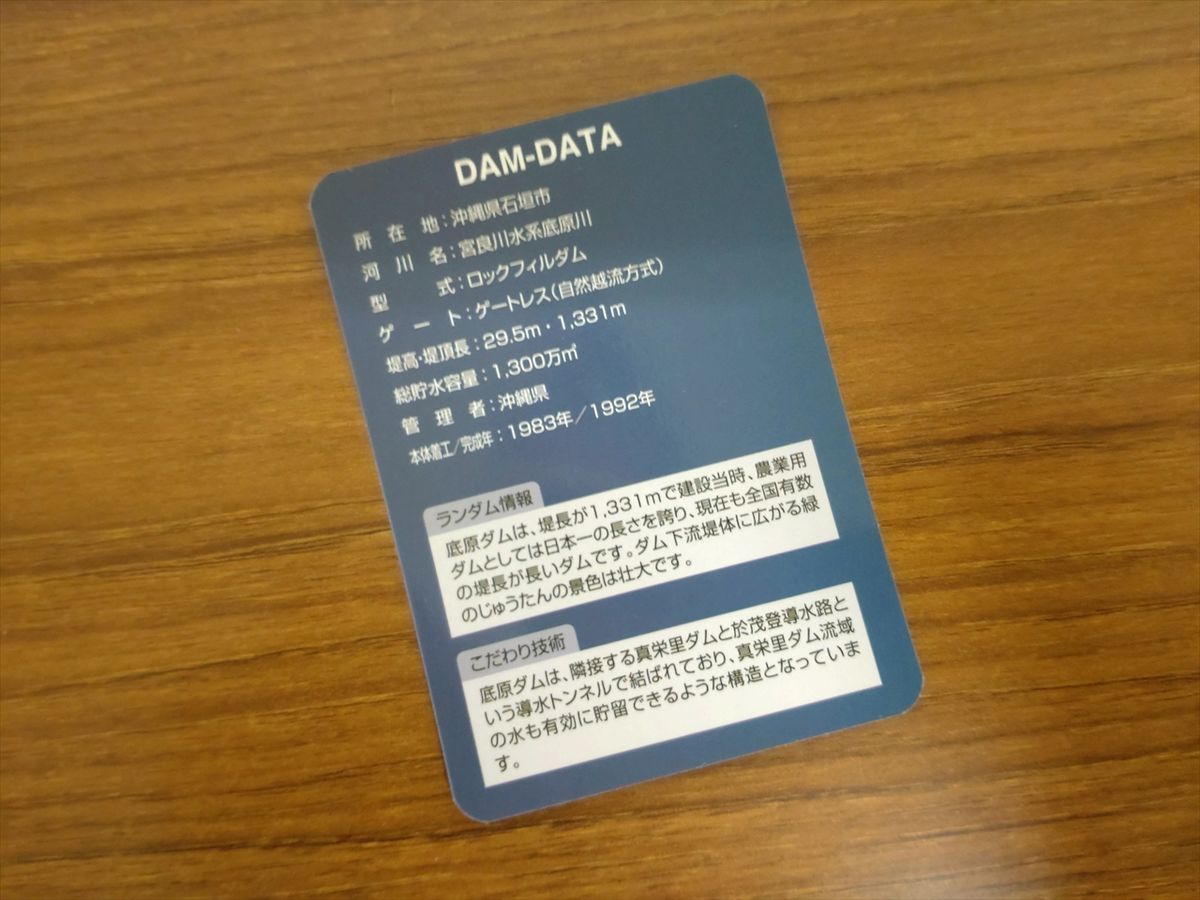 DAM-DATA
所在地：沖縄県石垣市
河川名：宮良川水系底原川
型式：ロックフィルダム
ゲート：ゲートレス（自然越流方式）
堤高・堤頂長：29.5m・1,331m
総貯水容量：1,300万㎥
管理者：沖縄県
本体着工／完成年：1983年／1992年
ランダム情報
底原ダムは、堤長が1,331mで建設当時、農業用
ダムとしては日本一の長さを誇り、現在も全国有数
の堤長が長いダムです。ダム下流堤体に広がる緑
のじゅうたんの景色は壮大です。
こだわり技術
底原ダムは、隣接する真栄里ダムと於茂登導水路と
いう導水トンネルで結ばれており、真栄里ダム流域
の水も有効に貯留できるような構造となっていま
す。